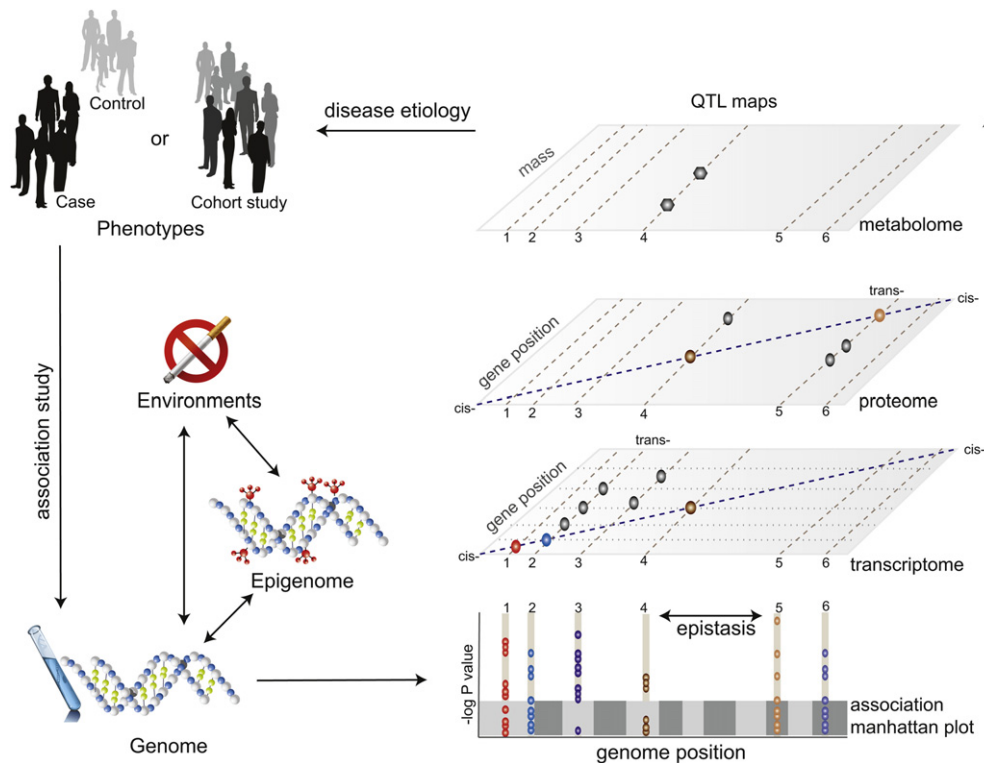 Control
Case
or
Cohort study
Phenotypes
disease etiology
QTL maps
mass
1 2 3 4 5 6
metabolome
trans-
cis-
gene position
cis-
1 2 3 4 5 6
proteome
trans-
cis-
gene position
cis-
1 2 3 4 5 6
transcriptome
association study
Environments
Epigenome
Genome
1 2 3 4 5 6
epistasis
-log P value
association
manhattan plot
genome position